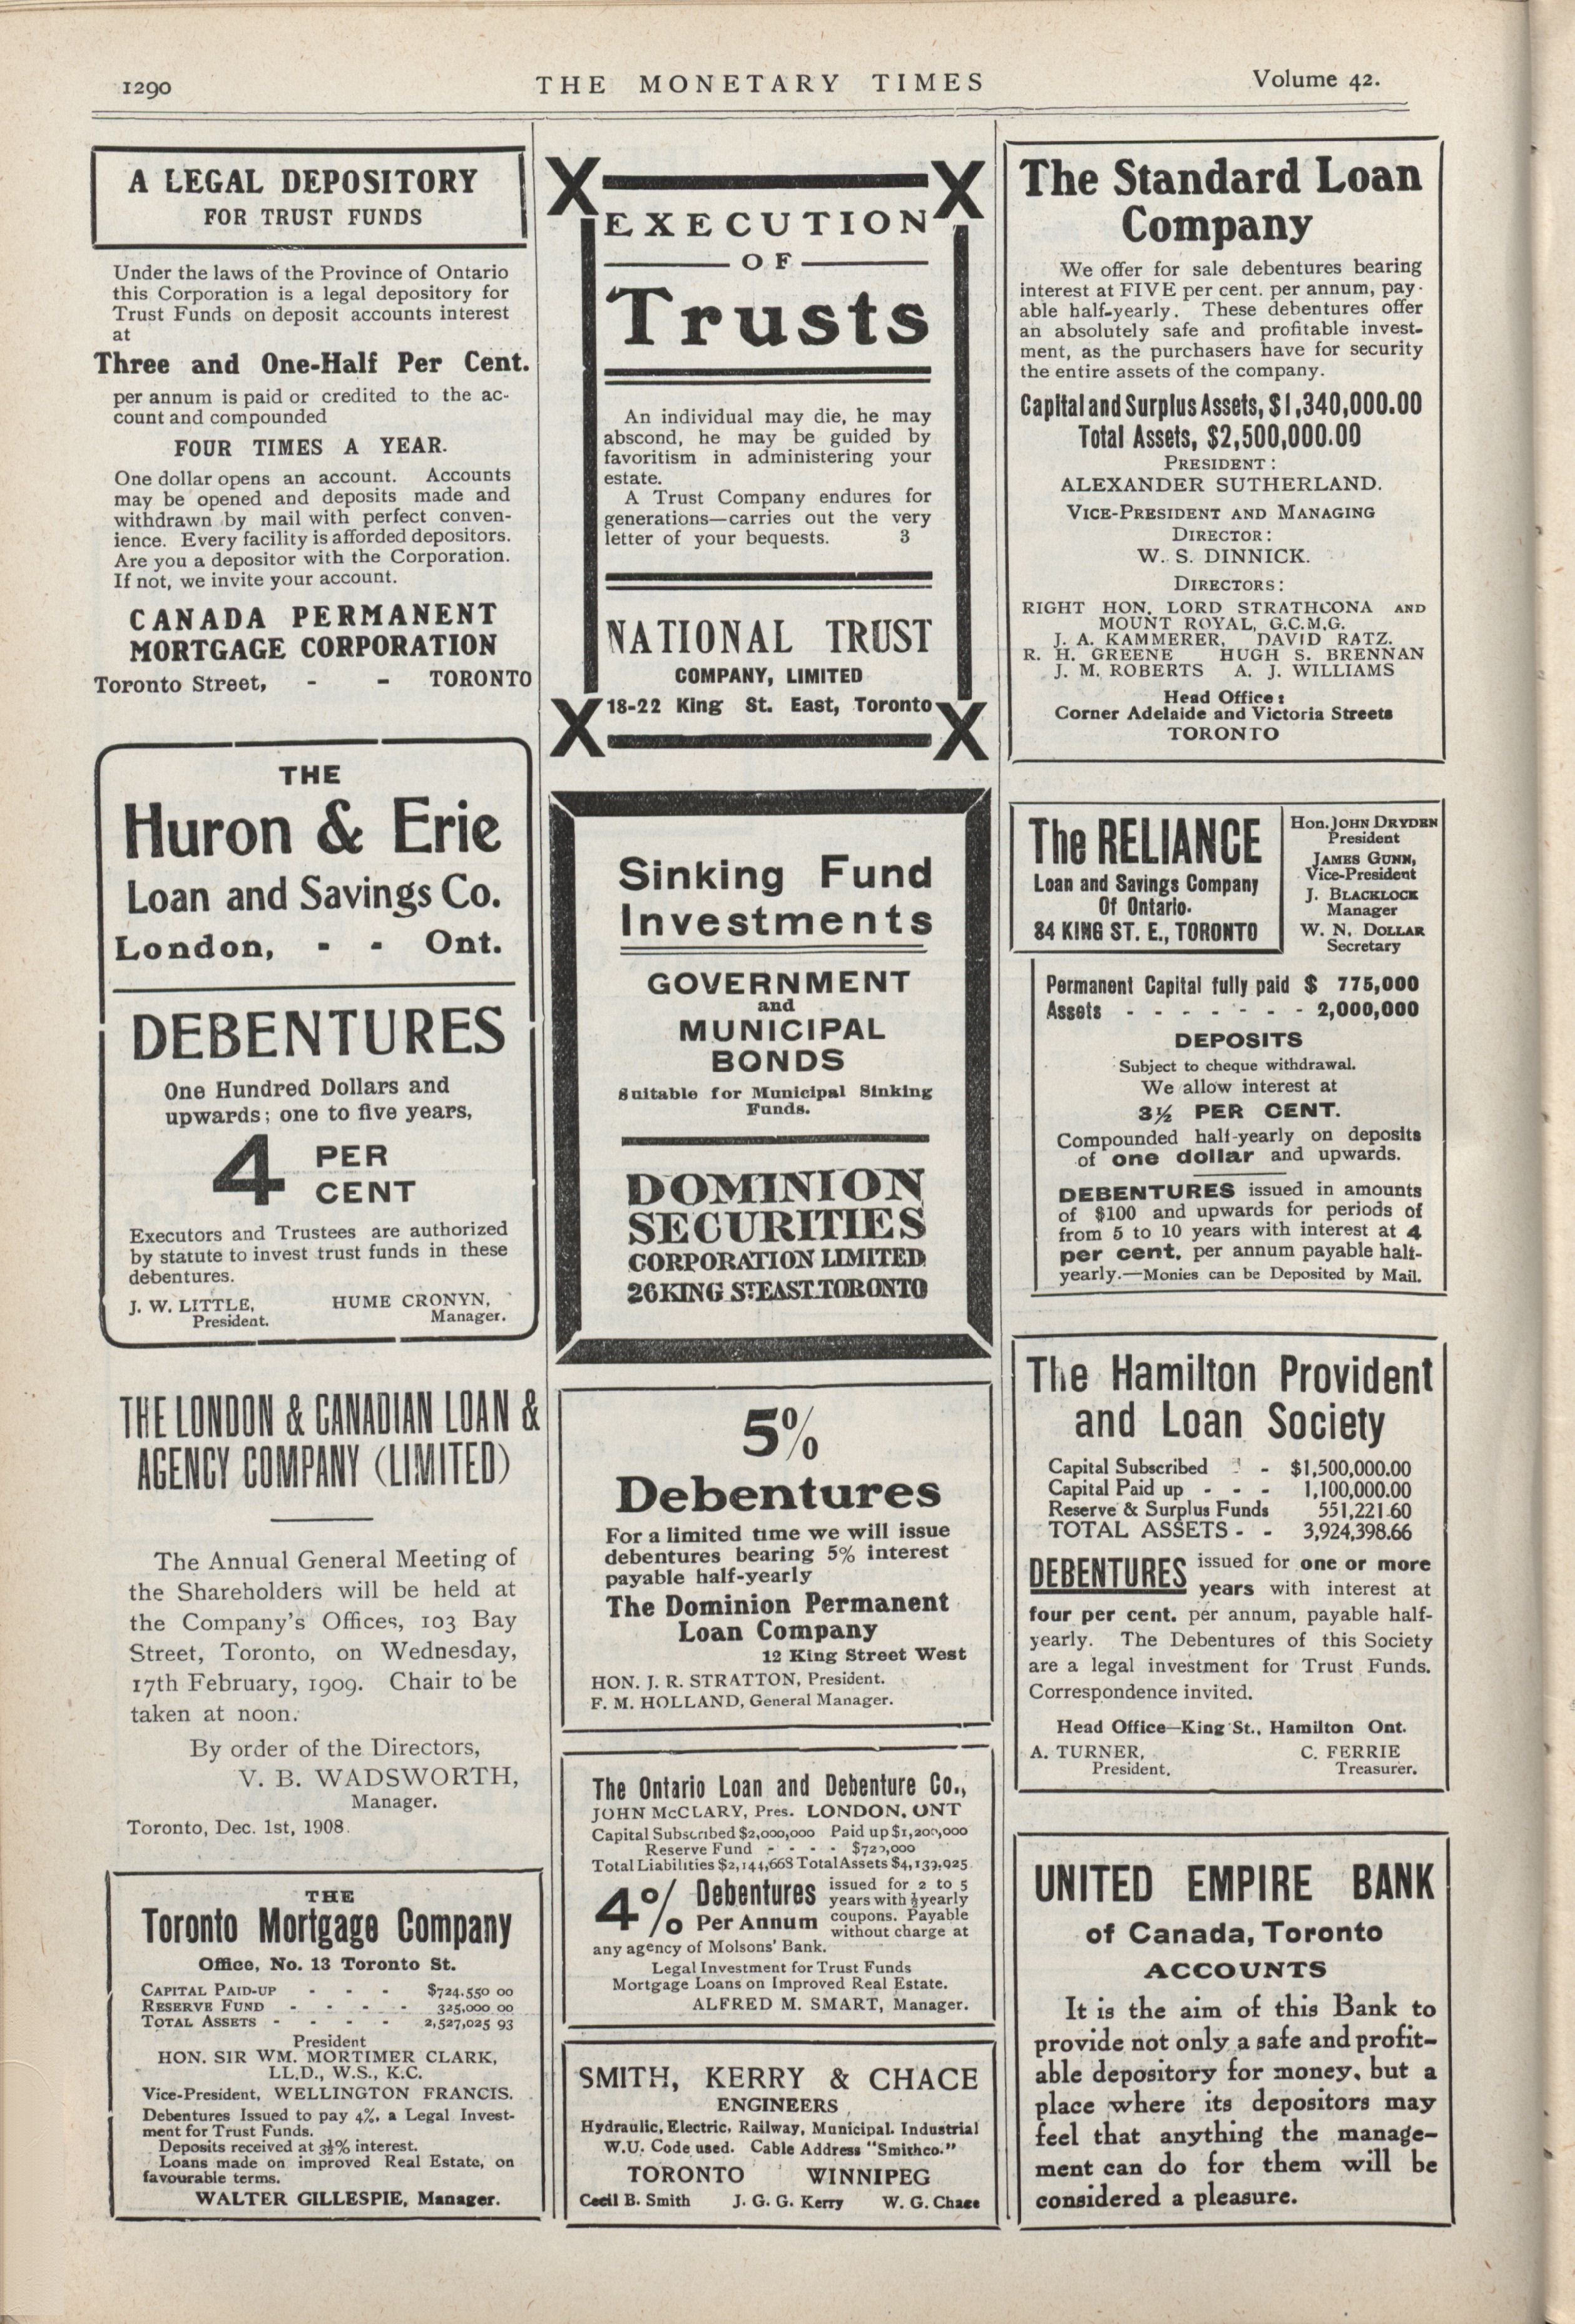 1290
THE MONETARY TIMES
Volume 42.
A LEGAL DEPOSITORY
FOR TRUST FUNDS
Under the laws of the Province of Ontario
this Corporation is a legal depository for
Trust Funds on deposit accounts interest
at
Three and One-Half Per Cent.
per annum is paid or credited to the ac-
count and compounded
FOUR TIMES A YEAR.
One dollar opens an account. Accounts
may be opened and deposits made and
withdrawn by mail with perfect conven-
ience. Every facility is afforded depositors.
Are you a depositor with the Corporation.
If not, we invite your account.
CANADA PERMANENT
MORTGAGE CORPORATION
Toronto Street, - - TORONTO
THE
Huron & Erie
Loan and Savings Co.
London, - - Ont.
DEBENTURES
One Hundred Dollars and
upwards; one to five years,
4 PER
CENT
Executors and Trustees are authorized
by statute to invest trust funds in these
debentures.
J. W. LITTLE, HUME CRONYN,
President. Manager.
THE LONDON & CANADIAN LOAN &
AGENCY COMPANY (LIMITED)
The Annual General Meeting of
the Shareholders will be held at
the Company's Offices, 103 Bay
Street, Toronto, on Wednesday,
17th February, 1909. Chair to be
taken at noon.
By order of the Directors,
V. B. WADSWORTH,
Manager.
Toronto, Dec. 1st, 1908.
THE
Toronto Mortgage Company
Office, No. 13 Toronto St.
CAPITAL PAID-UP - - - $724,550 00
RESERVE FUND - - - - 325,000 00
TOTAL ASSETS - - - - 2,527,025 93
President
HON. SIR WM. MORTIMER CLARK,
LL.D., W.S., K.C.
Vice-President, WELLINGTON FRANCIS.
Debentures Issued to pay 4%, a Legal Invest-
ment for Trust Funds.
Deposits received at 3½% interest.
Loans made on improved Real Estate, on
favourable terms.
WALTER GILLESPIE, Manager.
X X
EXECUTION
OF
Trusts
An individual may die, he may
abscond, he may be guided by
favoritism in administering your
estate.
A Trust Company endures for
generations—carries out the very
letter of your bequests. 3
NATIONAL TRUST
COMPANY, LIMITED
18-22 King St. East, Toronto
X X
Sinking Fund
Investments
GOVERNMENT
and
MUNICIPAL
BONDS
Suitable for Municipal Sinking
Funds.
DOMINION
SECURITIES
CORPORATION LIMITED
26 KING ST. EAST. TORONTO
5%
Debentures
For a limited time we will issue
debentures bearing 5% interest
payable half-yearly
The Dominion Permanent
Loan Company
12 King Street West
HON. J. R. STRATTON, President.
F. M. HOLLAND, General Manager.
The Ontario Loan and Debenture Co.,
JOHN McCLARY, Pres. LONDON, ONT
Capital Subscribed $2,000,000 Paid up $1,200,000
Reserve Fund - - - - $720,000
Total Liabilities $2,144,668 Total Assets $4,139,925
4% Debentures issued for 2 to 5
years with ½ yearly
Per Annum coupons. Payable
without charge at
any agency of Molsons' Bank.
Legal Investment for Trust Funds
Mortgage Loans on Improved Real Estate.
ALFRED M. SMART, Manager.
SMITH, KERRY & CHACE
ENGINEERS
Hydraulic, Electric, Railway, Municipal. Industrial
W.U. Code used. Cable Address "Smithco."
TORONTO WINNIPEG
Cecil B. Smith J. G. G. Kerry W. G. Chace
The Standard Loan
Company
We offer for sale debentures bearing
interest at FIVE per cent. per annum, pay-
able half-yearly. These debentures offer
an absolutely safe and profitable invest-
ment, as the purchasers have for security
the entire assets of the company.
Capital and Surplus Assets, $1,340,000.00
Total Assets, $2,500,000.00
PRESIDENT:
ALEXANDER SUTHERLAND.
VICE-PRESIDENT AND MANAGING
DIRECTOR:
W. S. DINNICK.
DIRECTORS:
RIGHT HON. LORD STRATHCONA AND
MOUNT ROYAL, G.C.M.G.
J. A. KAMMERER, DAVID RATZ.
R. H. GREENE HUGH S. BRENNAN
J. M. ROBERTS A. J. WILLIAMS
Head Office:
Corner Adelaide and Victoria Streets
TORONTO
The RELIANCE
Loan and Savings Company
Of Ontario.
84 KING ST. E., TORONTO
Hon. JOHN DRYDEN
President
JAMES GUNN,
Vice-President
J. BLACKLOCK
Manager
W. N. DOLLAR
Secretary
Permanent Capital fully paid $ 775,000
Assets - - - - - - - 2,000,000
DEPOSITS
Subject to cheque withdrawal.
We allow interest at
3½ PER CENT.
Compounded half-yearly on deposits
of one dollar and upwards.
DEBENTURES issued in amounts
of $100 and upwards for periods of
from 5 to 10 years with interest at 4
per cent. per annum payable half-
yearly.—Monies can be Deposited by Mail.
The Hamilton Provident
and Loan Society
Capital Subscribed - - $1,500,000.00
Capital Paid up - - - 1,100,000.00
Reserve & Surplus Funds 551,221.60
TOTAL ASSETS - - 3,924,398.66
DEBENTURES issued for one or more
years with interest at
four per cent. per annum, payable half-
yearly. The Debentures of this Society
are a legal investment for Trust Funds.
Correspondence invited.
Head Office—King St., Hamilton Ont.
A. TURNER, C. FERRIE
President. Treasurer.
UNITED EMPIRE BANK
of Canada, Toronto
ACCOUNTS
It is the aim of this Bank to
provide not only a safe and profit-
able depository for money, but a
place where its depositors may
feel that anything the manage-
ment can do for them will be
considered a pleasure.